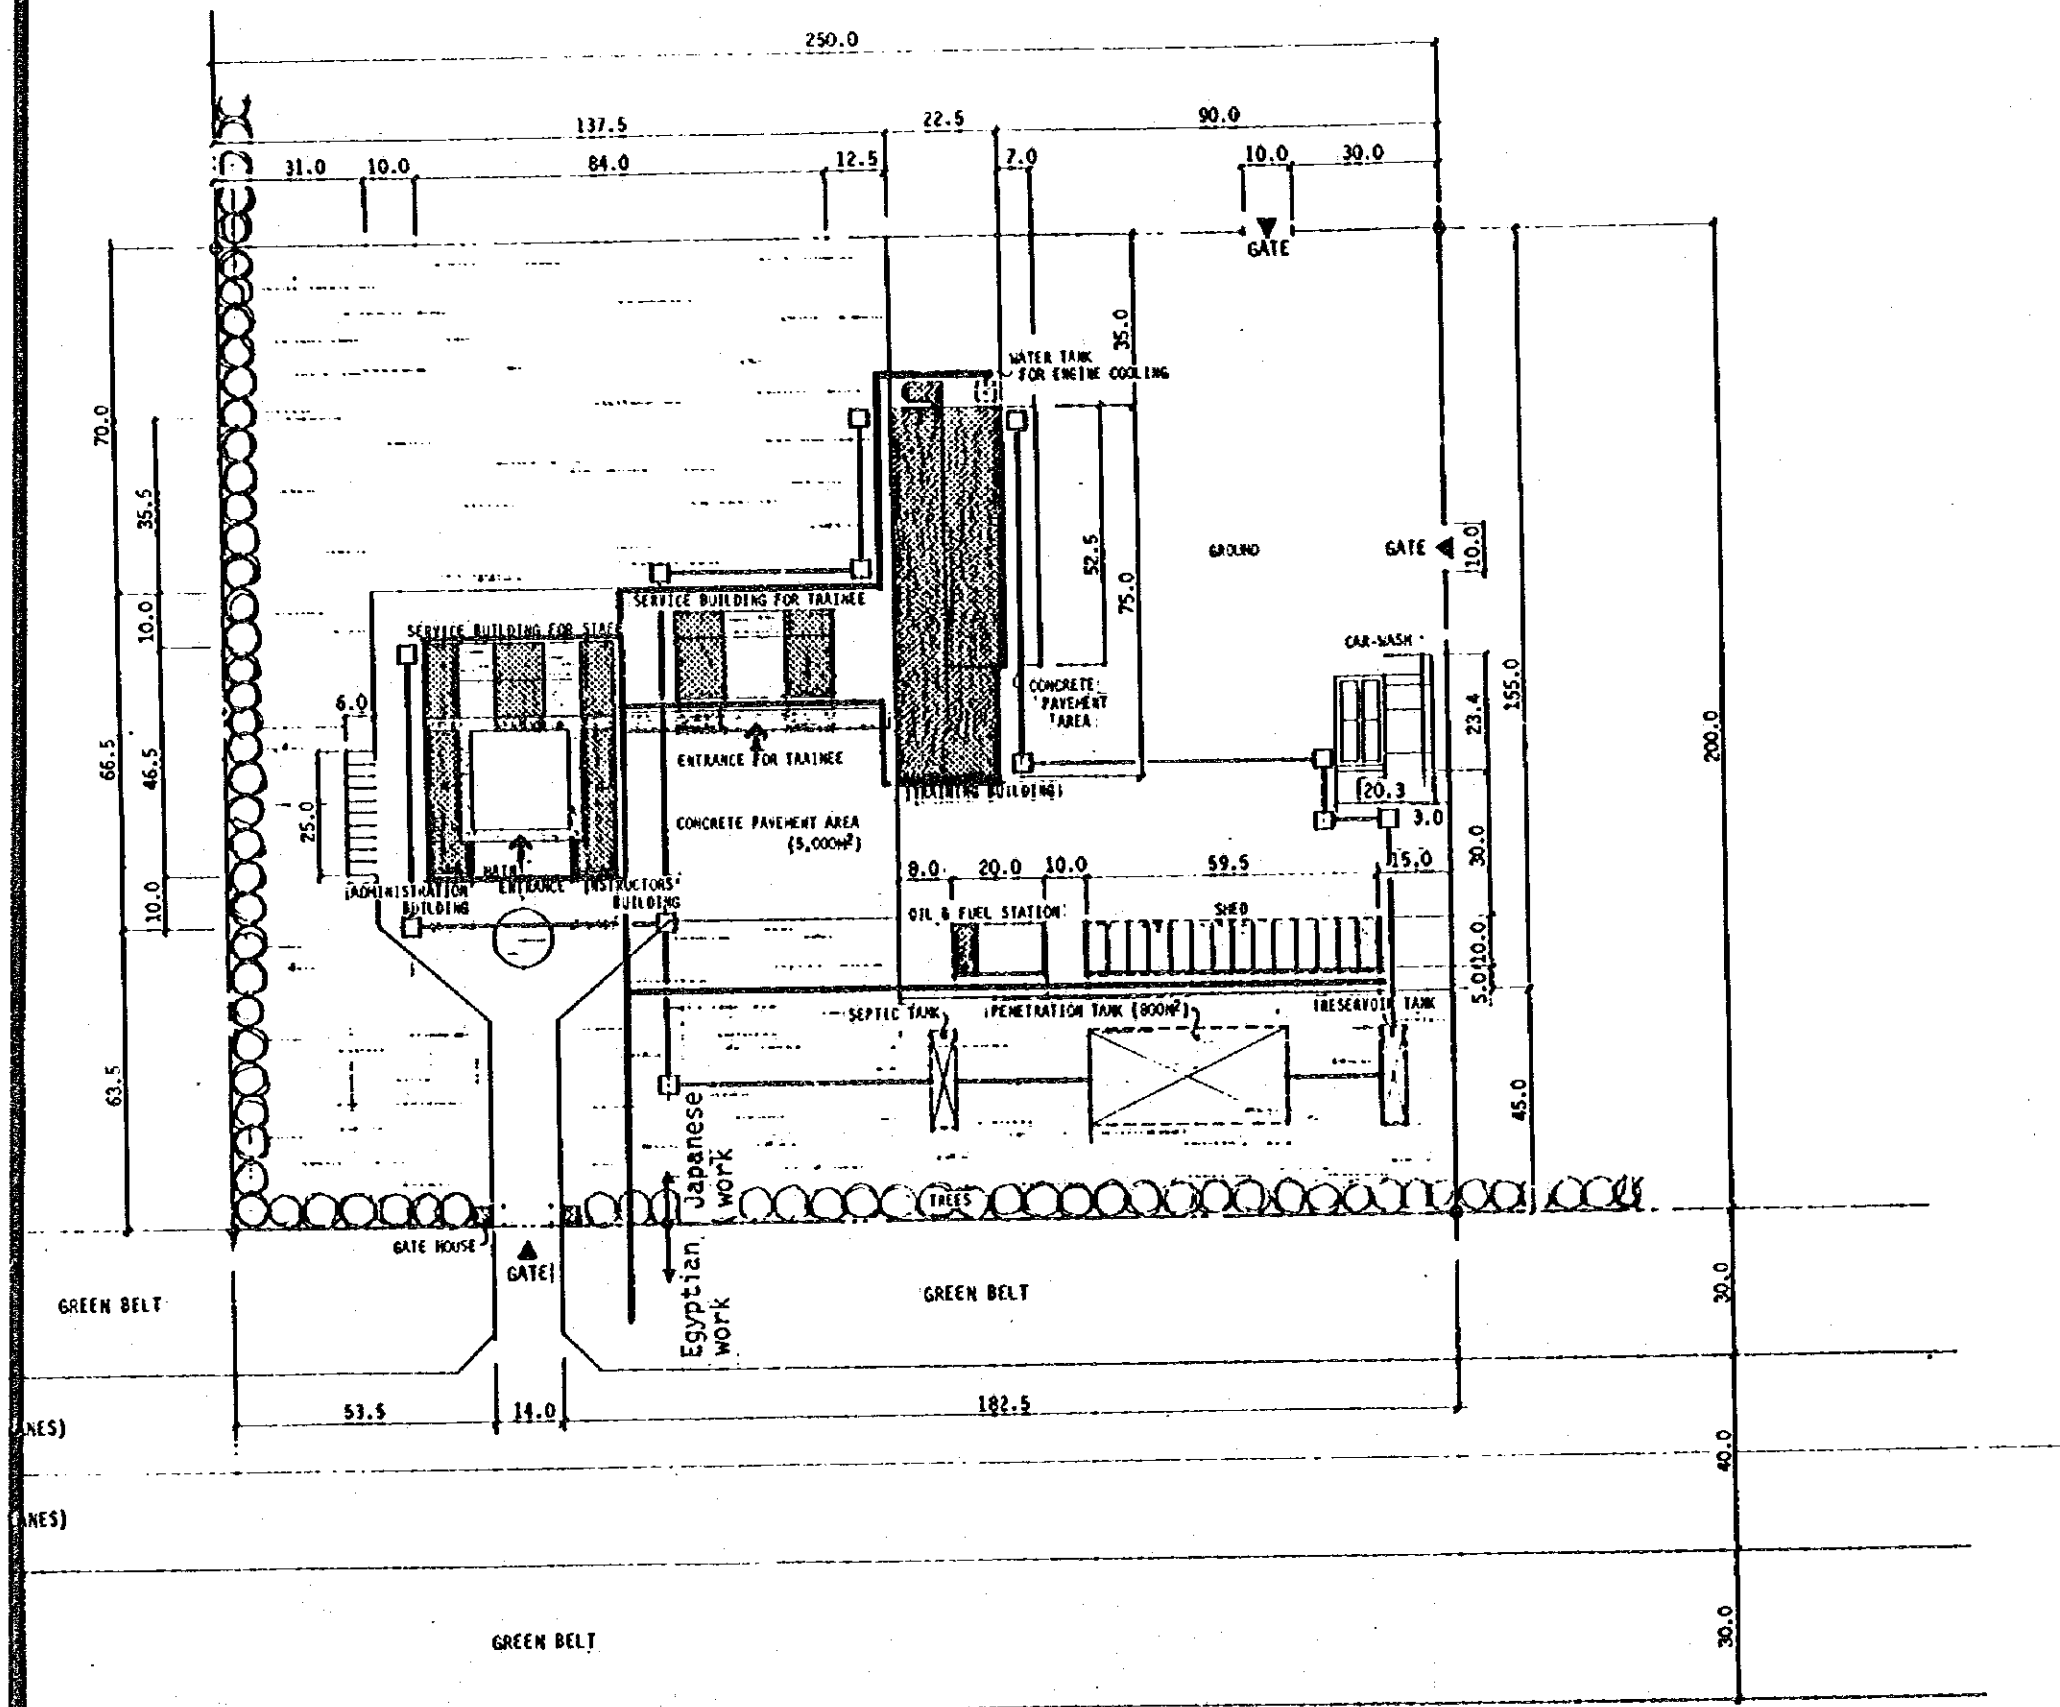 250.0
137.5
22.5
90.0
31.0
10.0
84.0
12.5
7.0
10.0
30.0
GATE
35.0
WATER TANK
FOR ENGINE COOLING
70.0
35.5
52.5
75.0
GROUND
GATE
10.0
155.0
200.0
10.0
SERVICE BUILDING FOR TRAINEE
SERVICE BUILDING FOR STAFF
CAR-WASH
23.4
CONCRETE
PAVEMENT
AREA
6.0
66.5
46.5
25.0
ENTRANCE FOR TRAINEE
TRAINING BUILDING
20.3
3.0
CONCRETE PAVEMENT AREA
(5,000M²)
30.0
8.0
20.0
10.0
59.5
15.0
10.0
ADMINISTRATION
BUILDING
MAIN
ENTRANCE
INSTRUCTORS'
BUILDING
OIL & FUEL STATION
SHED
10.0
5.0
SEPTIC TANK
PENETRATION TANK (800M²)
RESERVOIR TANK
63.5
45.0
Japanese
work
TREES
GATE HOUSE
GATE
Egyptian
work
GREEN BELT
GREEN BELT
30.0
53.5
14.0
182.5
ANES)
40.0
ANES)
GREEN BELT
30.0